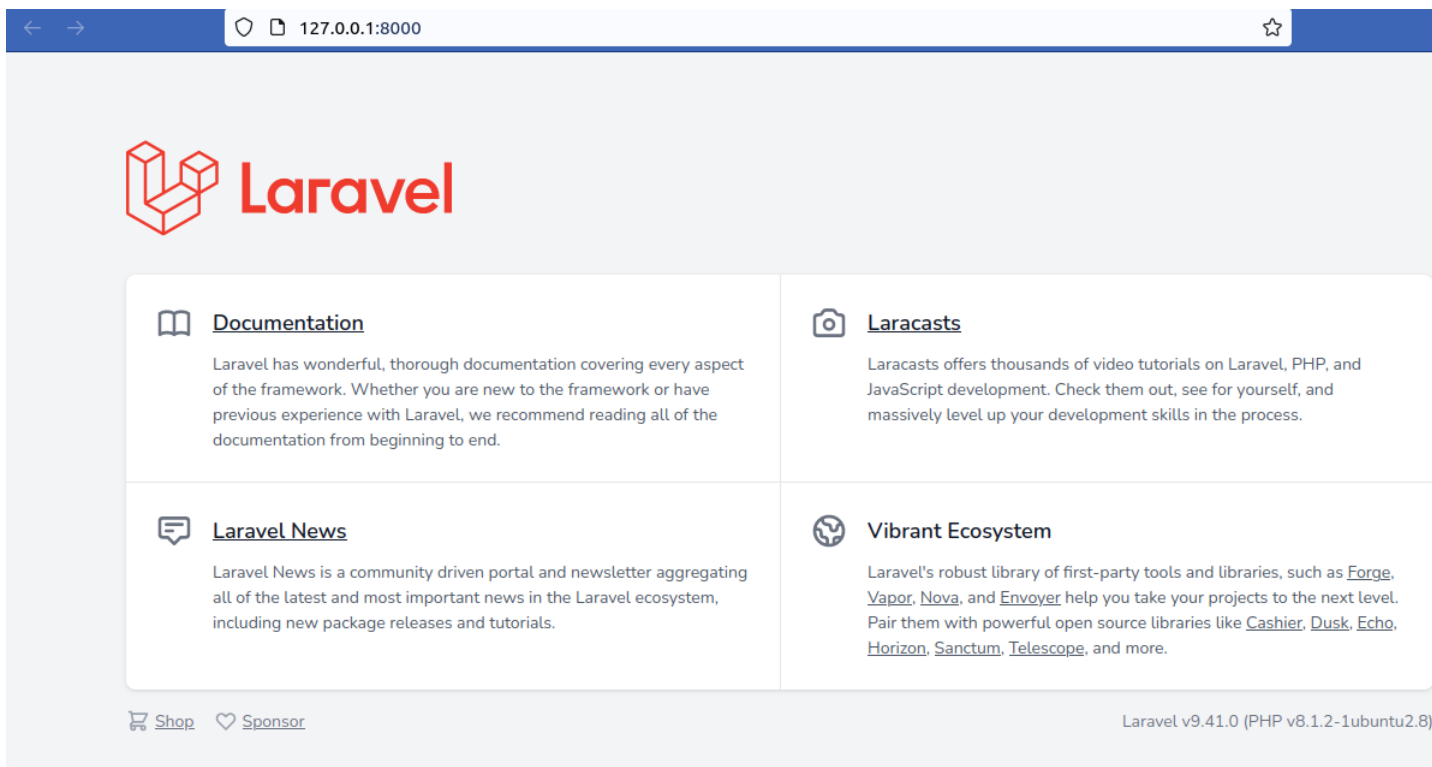 127.0.0.1:8000
Laravel
Documentation
Laravel has wonderful, thorough documentation covering every aspect
of the framework. Whether you are new to the framework or have
previous experience with Laravel, we recommend reading all of the
documentation from beginning to end.
Laracasts
Laracasts offers thousands of video tutorials on Laravel, PHP, and
JavaScript development. Check them out, see for yourself, and
massively level up your development skills in the process.
Laravel News
Laravel News is a community driven portal and newsletter aggregating
all of the latest and most important news in the Laravel ecosystem,
including new package releases and tutorials.
Vibrant Ecosystem
Laravel's robust library of first-party tools and libraries, such as Forge,
Vapor, Nova, and Envoyer help you take your projects to the next level.
Pair them with powerful open source libraries like Cashier, Dusk, Echo,
Horizon, Sanctum, Telescope, and more.
Shop Sponsor
Laravel v9.41.0 (PHP v8.1.2-1ubuntu2.8)